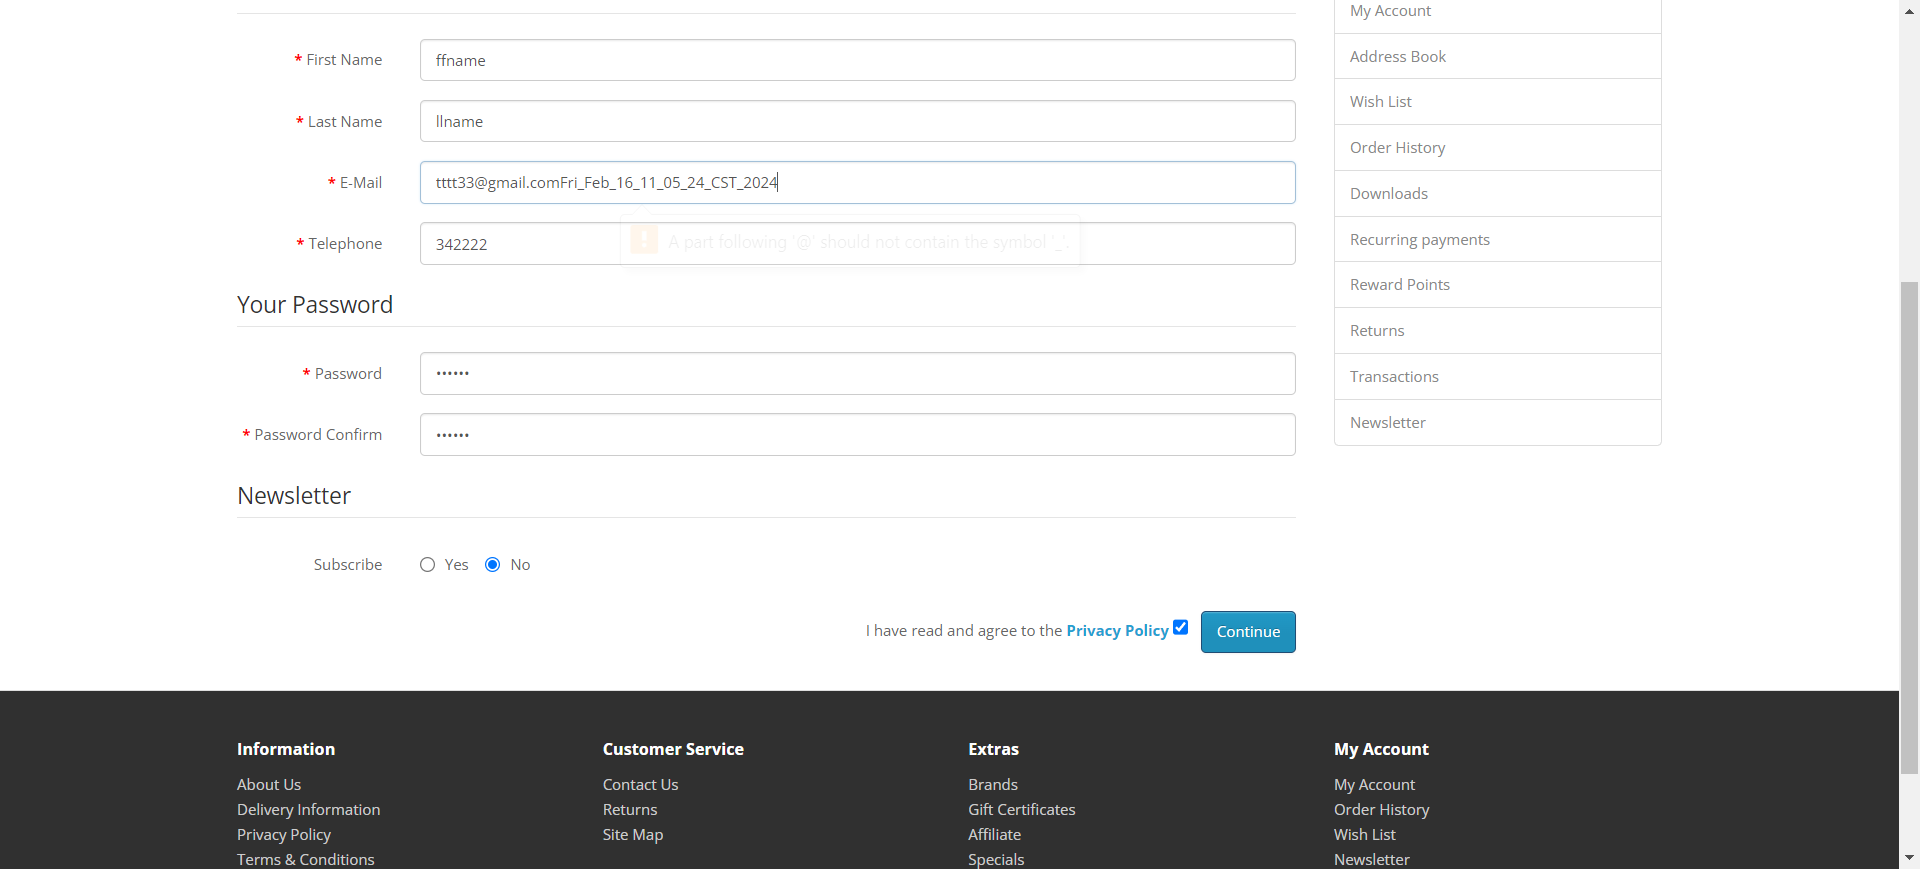 My Account
* First Name
ffname
Address Book
* Last Name
llname
Wish List
Order History
* E-Mail
tttt33@gmail.comFri_Feb_16_11_05_24_CST_2024
Downloads
* Telephone
342222
! A part following '@' should not contain the symbol '_'.
Recurring payments
Reward Points
Your Password
Returns
* Password
••••••
Transactions
* Password Confirm
••••••
Newsletter
Newsletter
Subscribe
Yes
No
I have read and agree to the Privacy Policy
Continue
Information
About Us
Delivery Information
Privacy Policy
Terms & Conditions
Customer Service
Contact Us
Returns
Site Map
Extras
Brands
Gift Certificates
Affiliate
Specials
My Account
My Account
Order History
Wish List
Newsletter